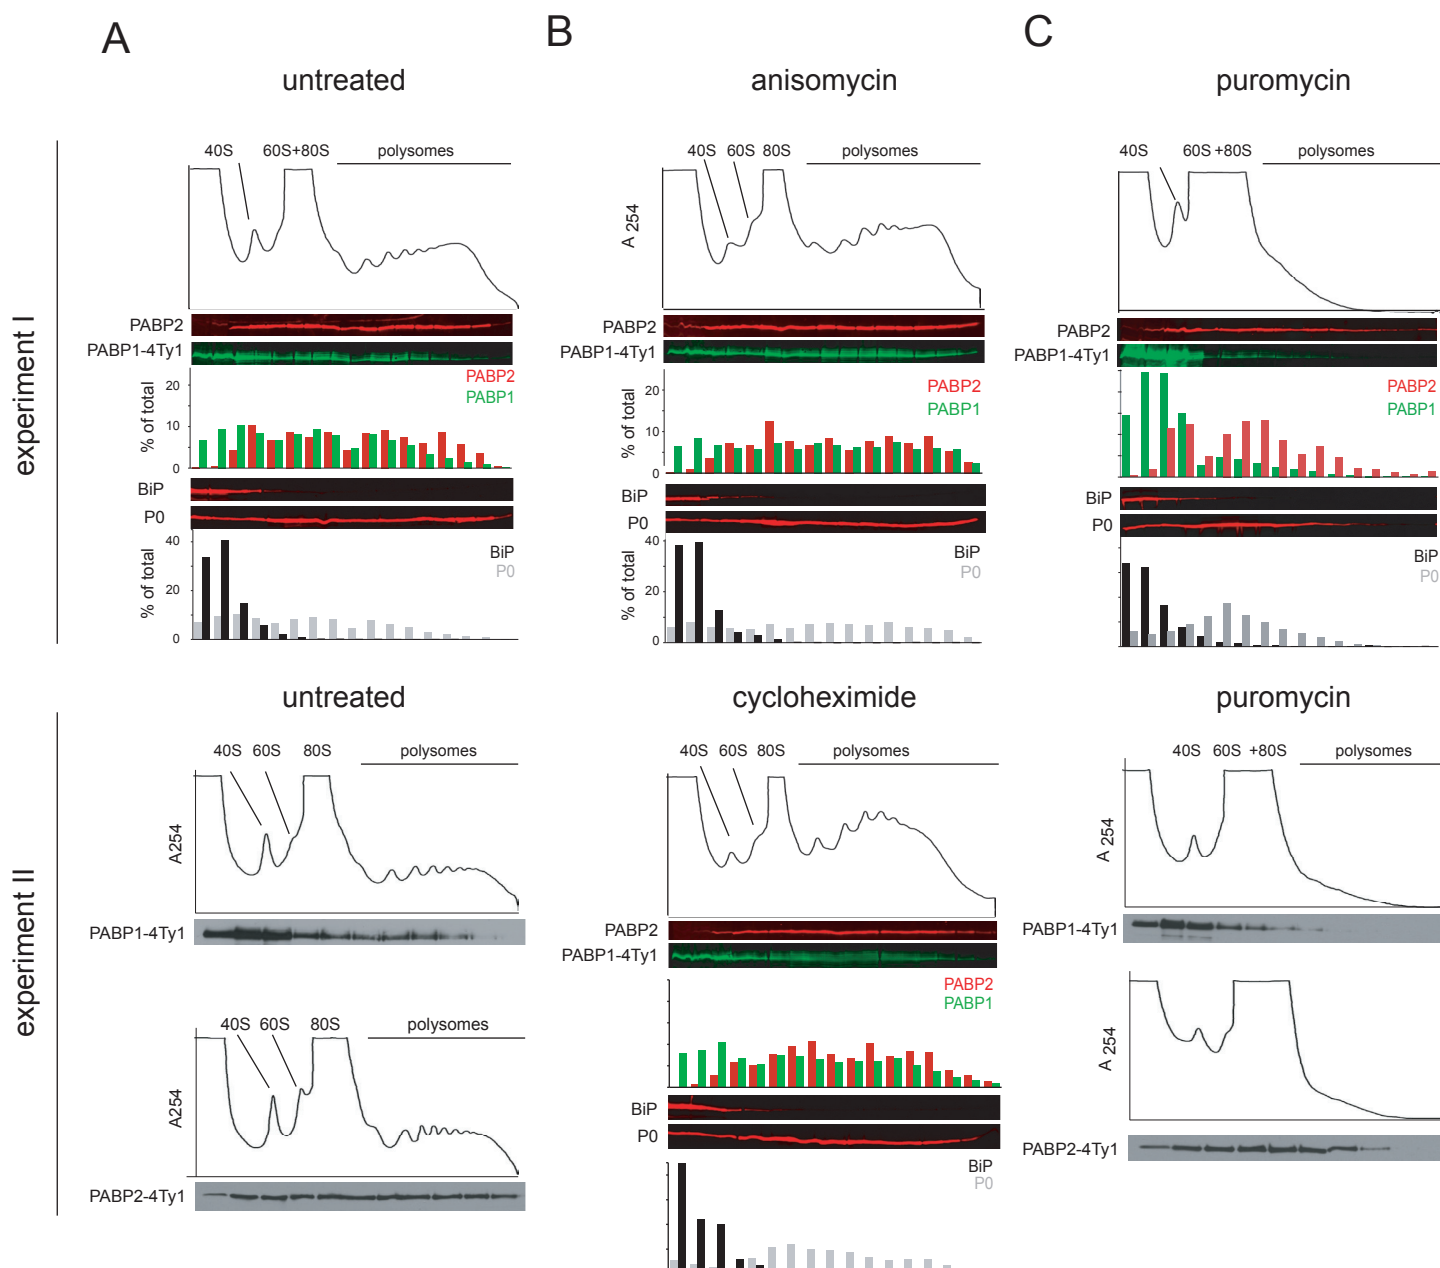 A
B
C
untreated
anisomycin
puromycin
experiment I
40S 60S+80S polysomes
PABP2
PABP1-4Ty1
PABP2
PABP1
% of total
20
10
0
BiP
P0
BiP
P0
% of total
40
20
0
40S 60S 80S polysomes
A 254
PABP2
PABP1-4Ty1
PABP2
PABP1
% of total
20
10
0
BiP
P0
BiP
P0
% of total
40
20
0
40S 60S +80S polysomes
PABP2
PABP1-4Ty1
PABP2
PABP1
BiP
P0
BiP
P0
experiment II
untreated
cycloheximide
puromycin
40S 60S 80S polysomes
A254
PABP1-4Ty1
40S 60S 80S polysomes
A254
PABP2-4Ty1
40S 60S 80S polysomes
PABP2
PABP1-4Ty1
PABP2
PABP1
BiP
P0
BiP
P0
40S 60S +80S polysomes
A 254
PABP1-4Ty1
A 254
PABP2-4Ty1